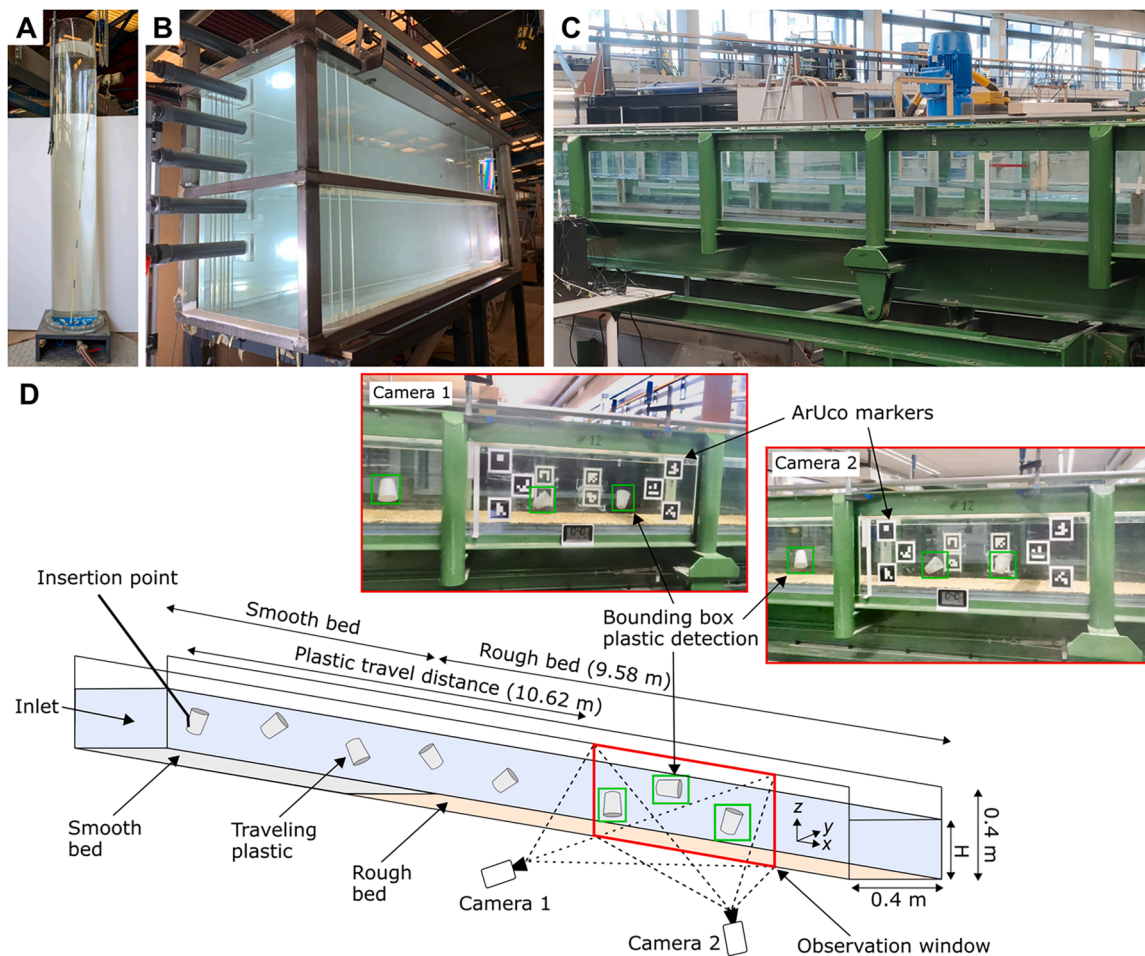 A
B
C
D
Camera 1
# 12
ArUco markers
Camera 2
# 12
Insertion point
Smooth bed
Bounding box
plastic detection
Plastic travel distance (10.62 m)
Rough bed (9.58 m)
Inlet
Smooth
bed
Traveling
plastic
Rough
bed
z
y
x
H
0.4 m
0.4 m
Camera 1
Camera 2
Observation window